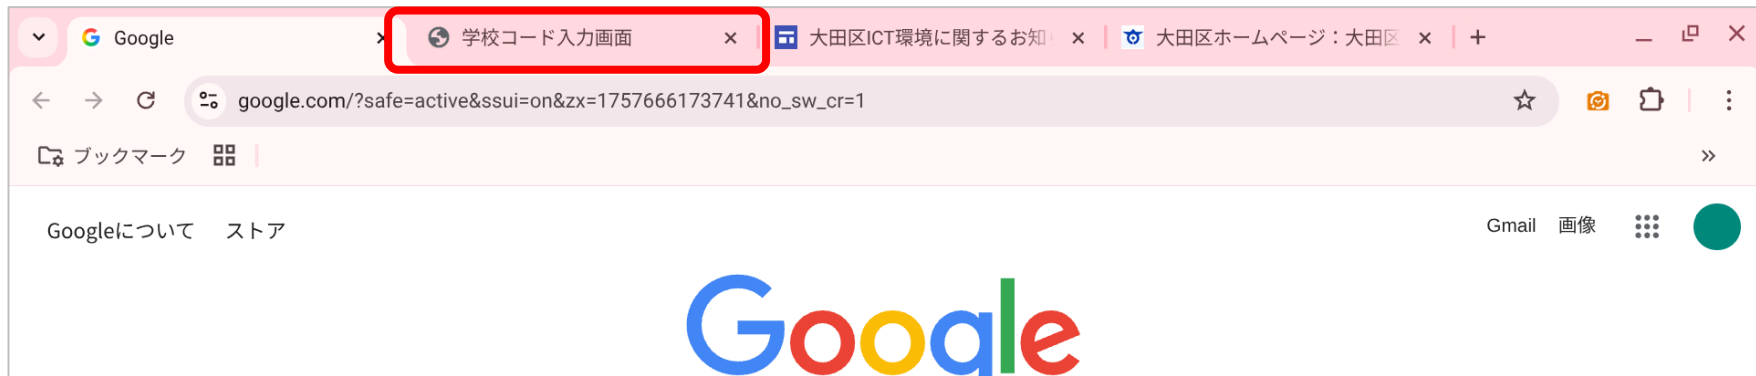 Google
学校コード入力画面
大田区ICT環境に関するお知
大田区ホームページ：大田区
google.com/?safe=active&ssui=on&zx=1757666173741&no_sw_cr=1
ブックマーク
Googleについて ストア
Gmail 画像
Google